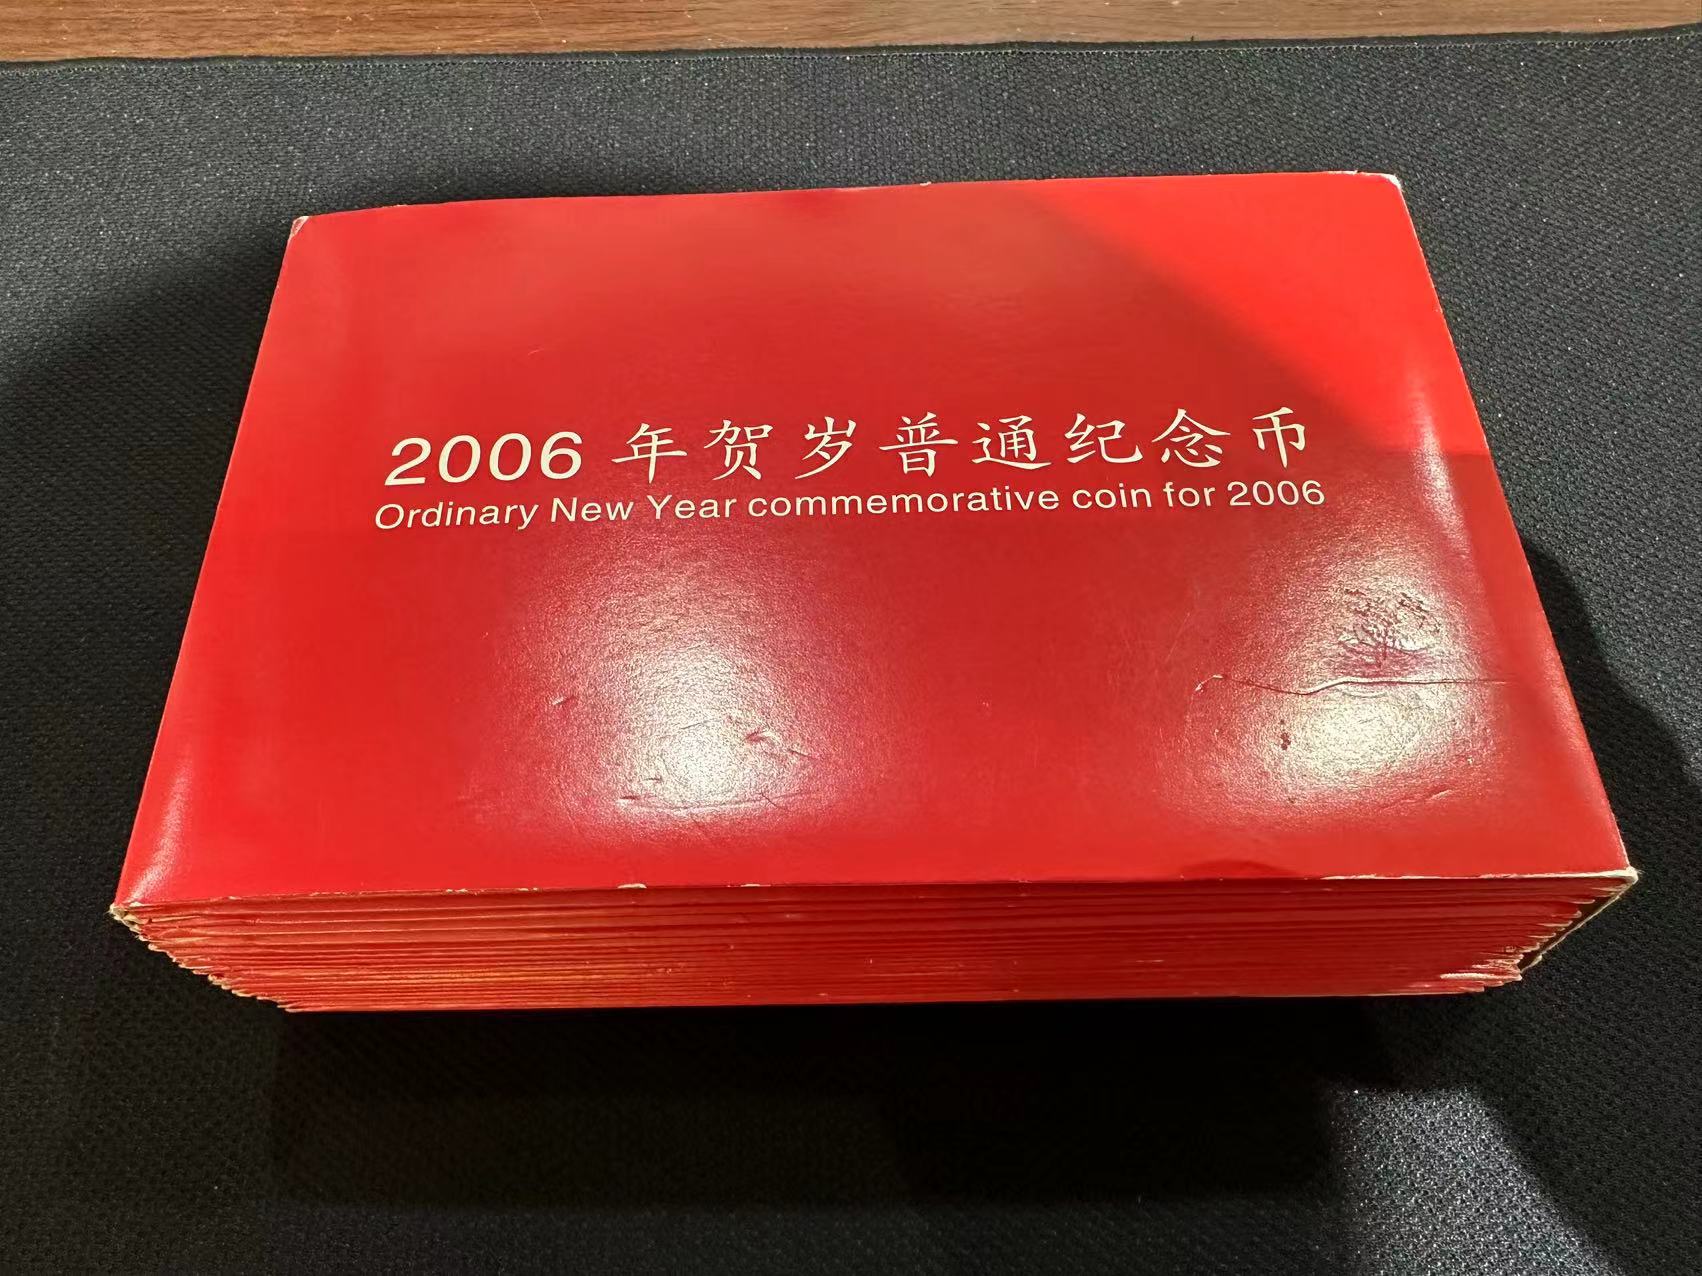 2006 年贺岁普通纪念币
Ordinary New Year commemorative coin for 2006